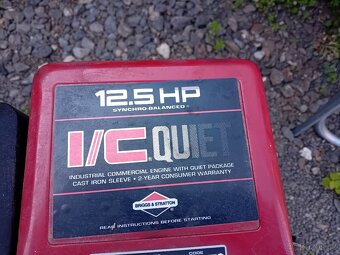 12.5 HP
SYNCHRO-BALANCED®
I/C® QUIET
INDUSTRIAL COMMERCIAL ENGINE WITH QUIET PACKAGE
CAST IRON SLEEVE • 2-YEAR CONSUMER WARRANTY
BRIGGS & STRATTON
READ INSTRUCTIONS BEFORE STARTING
CODE